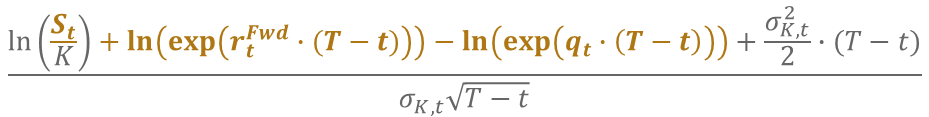 ln(S_t/K) + ln(exp(r_t^{Fwd} · (T − t))) − ln(exp(q_t · (T − t))) + σ_{K,t}^2/2 · (T − t)
σ_{K,t}√(T − t)